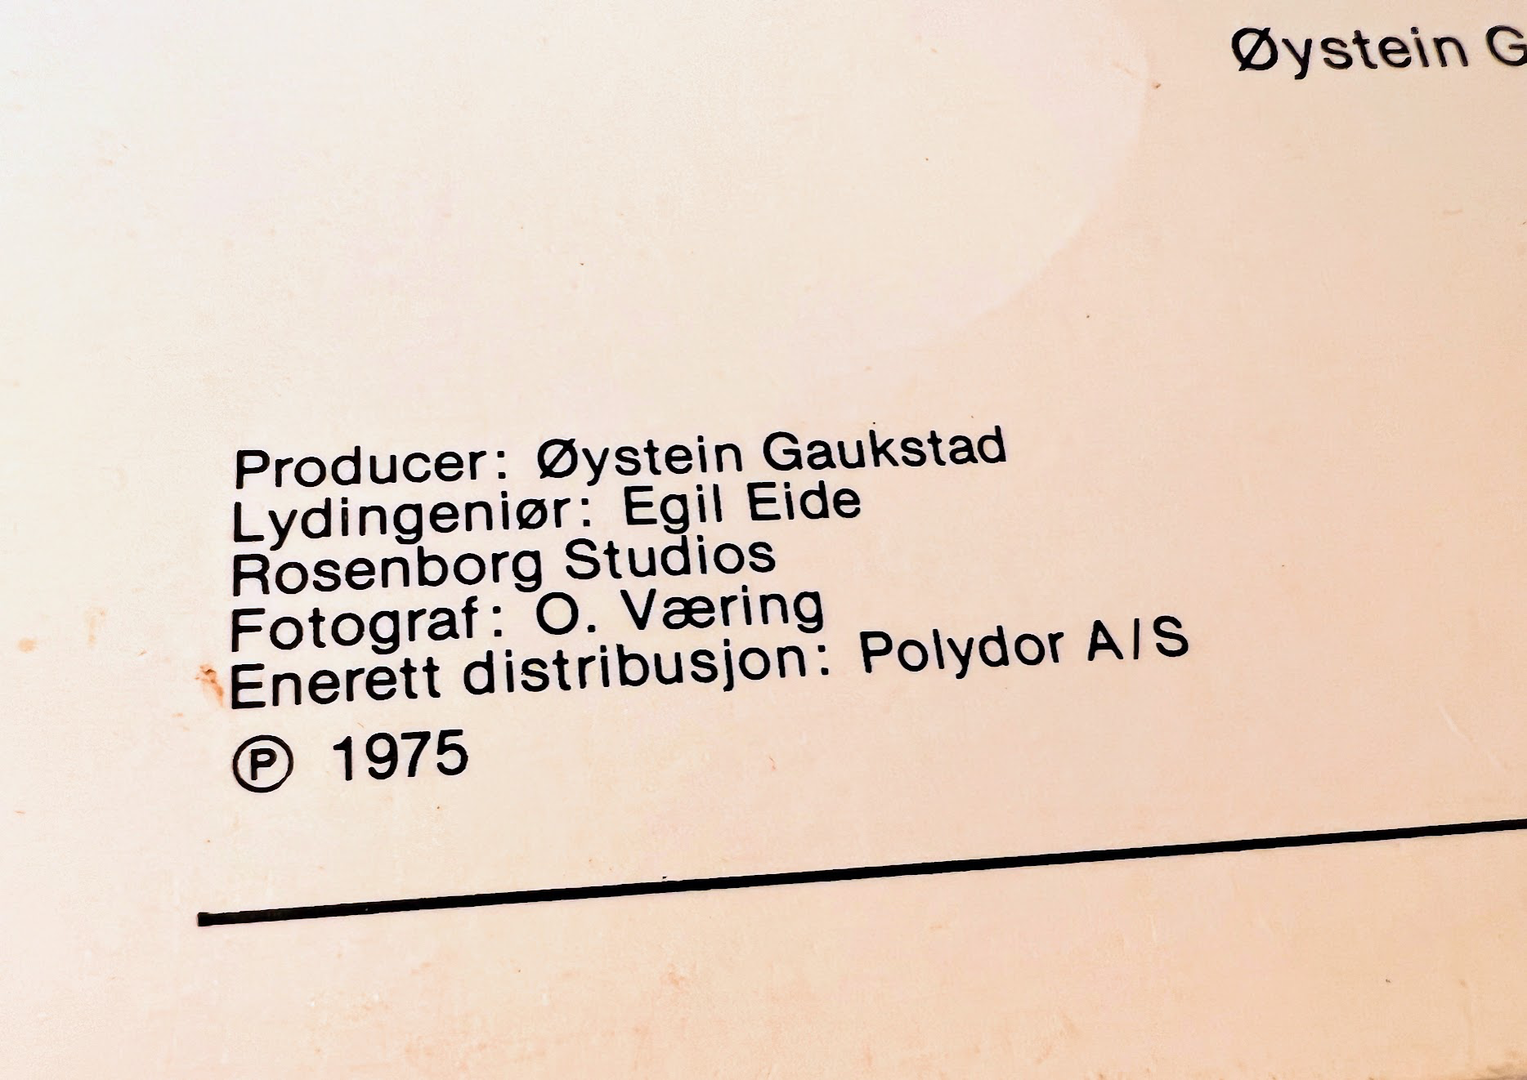 Øystein G
Producer: Øystein Gaukstad
Lydingeniør: Egil Eide
Rosenborg Studios
Fotograf: O. Væring
Enerett distribusjon: Polydor A/S
Ⓟ 1975